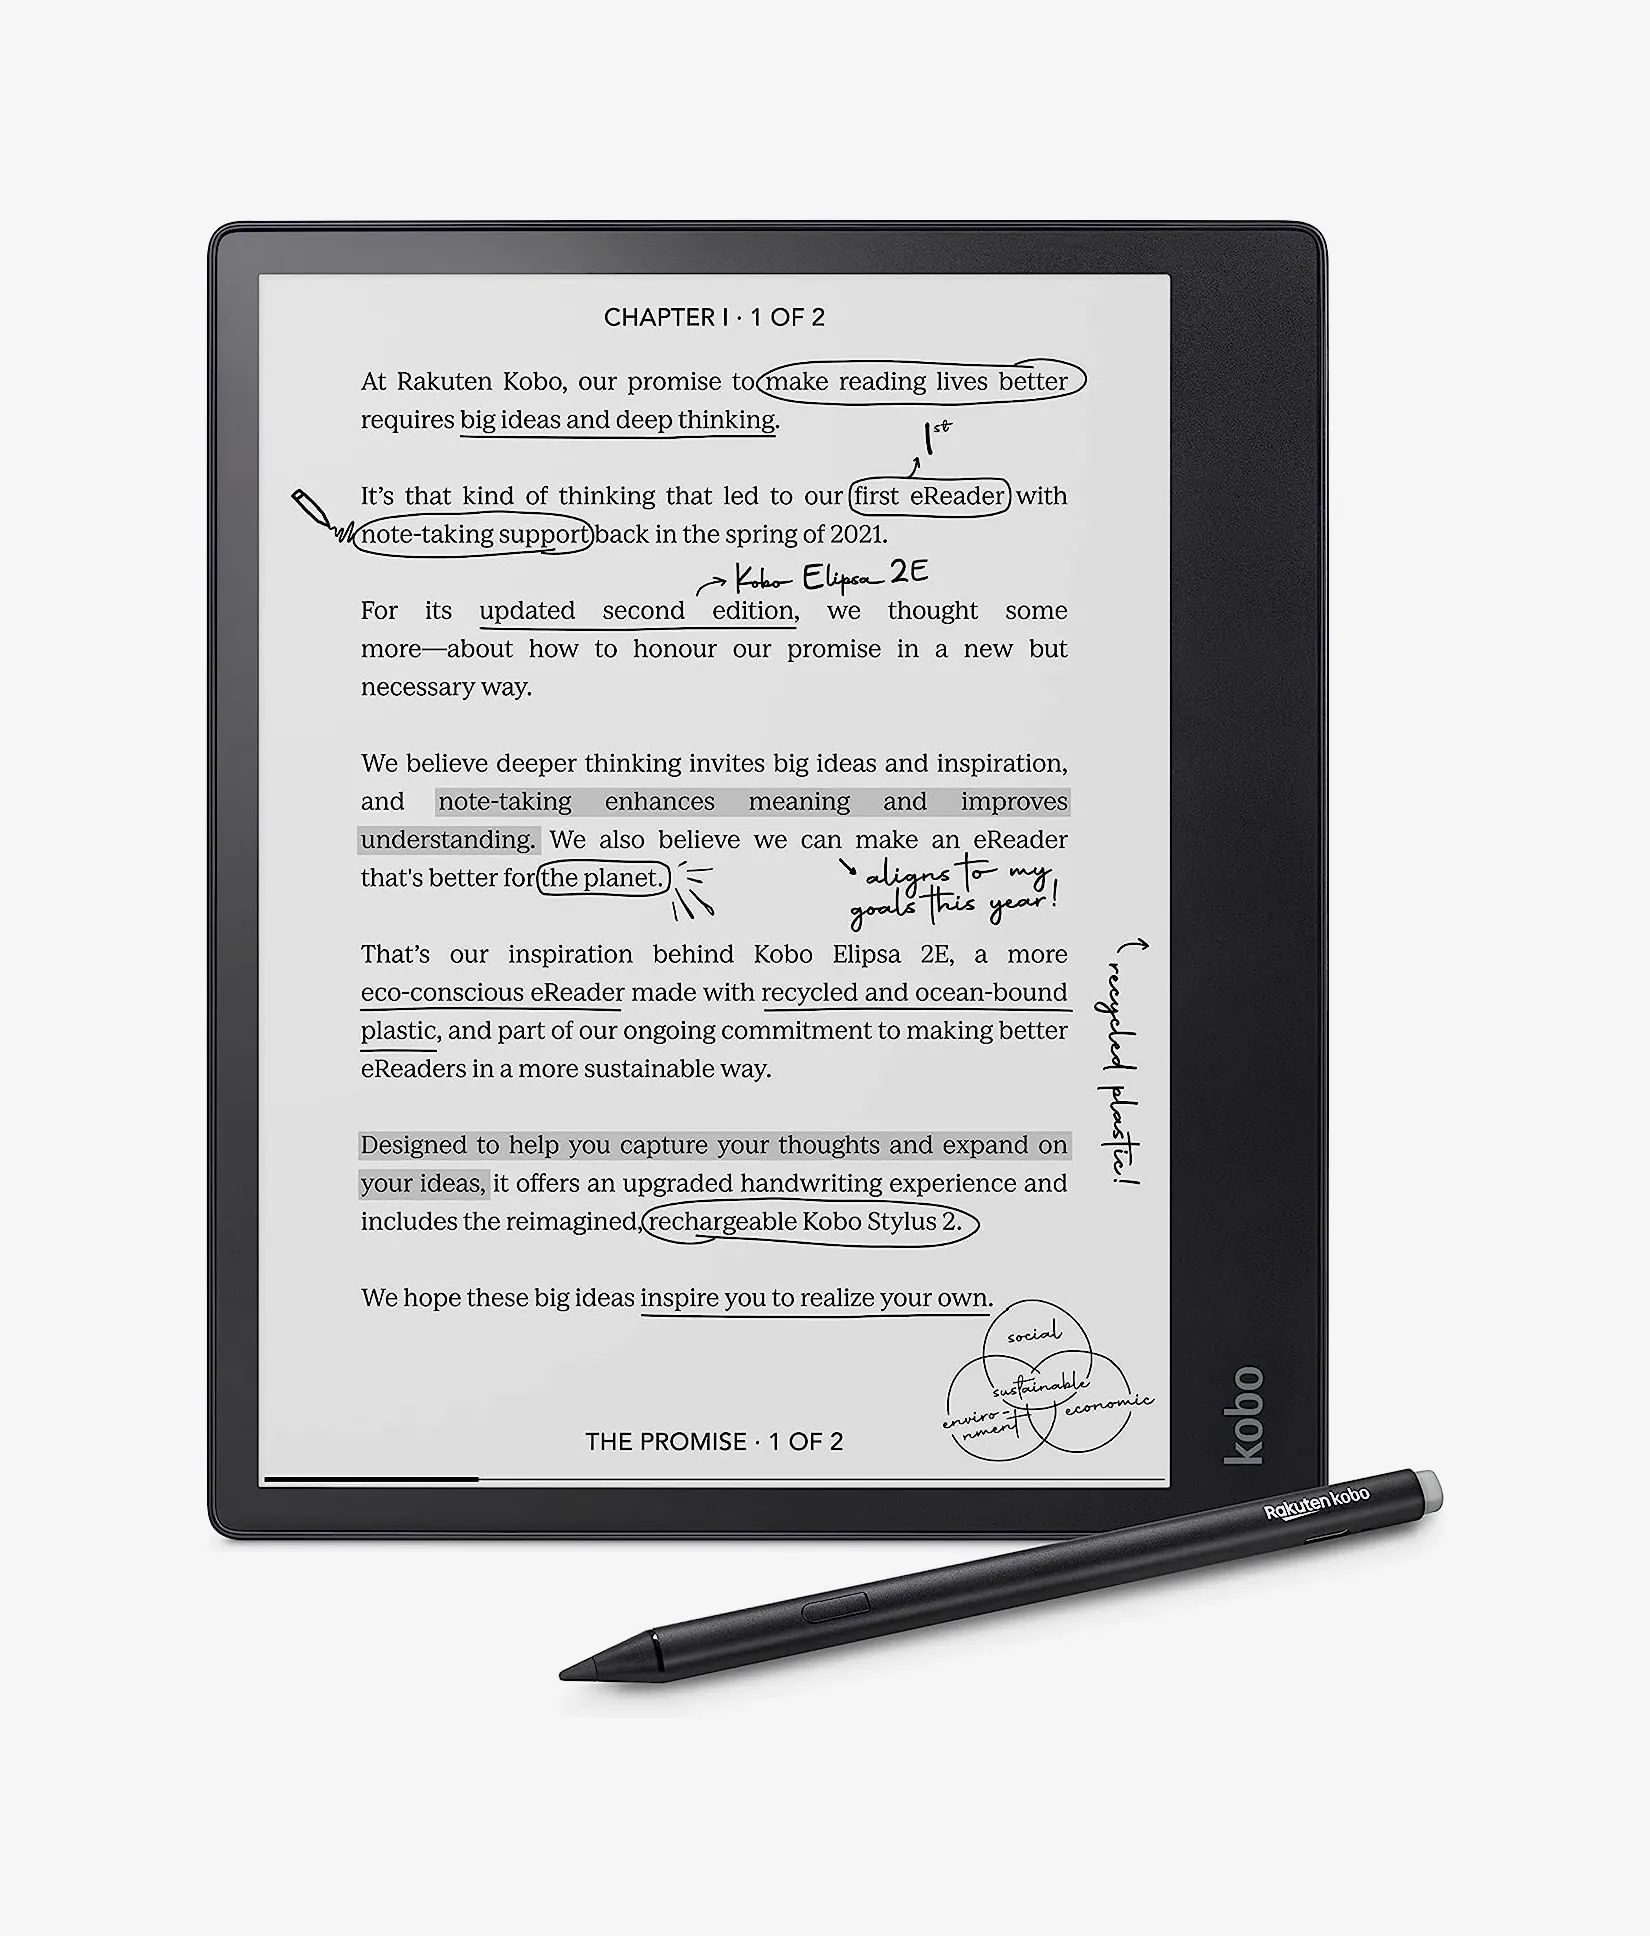 CHAPTER I · 1 OF 2
At Rakuten Kobo, our promise to make reading lives better
requires big ideas and deep thinking.
1st
It’s that kind of thinking that led to our first eReader with
note-taking support back in the spring of 2021.
Kobo Elipsa 2E
For its updated second edition, we thought some
more—about how to honour our promise in a new but
necessary way.
We believe deeper thinking invites big ideas and inspiration,
and note-taking enhances meaning and improves
understanding. We also believe we can make an eReader
that's better for the planet.
aligns to my
goals this year!
That’s our inspiration behind Kobo Elipsa 2E, a more
eco-conscious eReader made with recycled and ocean-bound
plastic, and part of our ongoing commitment to making better
eReaders in a more sustainable way.
recycled plastic!
Designed to help you capture your thoughts and expand on
your ideas, it offers an upgraded handwriting experience and
includes the reimagined, rechargeable Kobo Stylus 2.
We hope these big ideas inspire you to realize your own.
social
sustainable
economic
enviro-
nment
THE PROMISE · 1 OF 2
kobo
Rakuten kobo